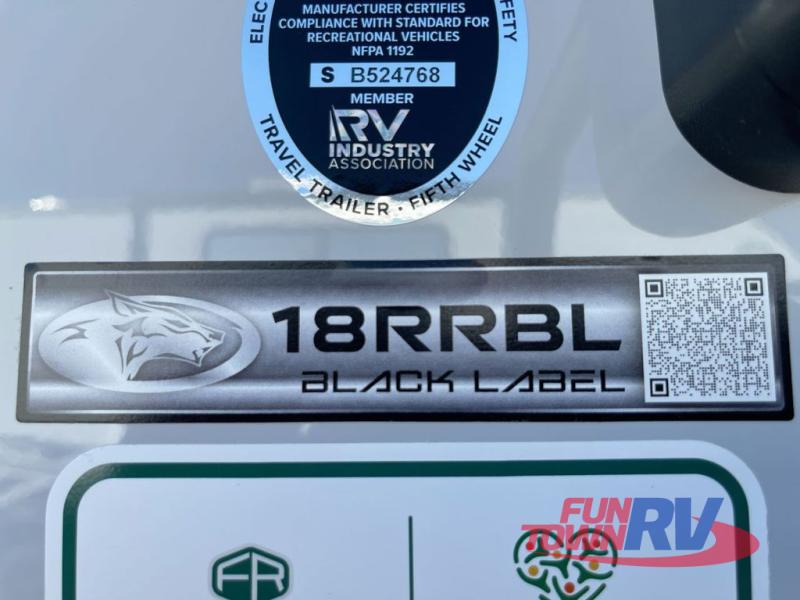 ELEC
FETY
MANUFACTURER CERTIFIES
COMPLIANCE WITH STANDARD FOR
RECREATIONAL VEHICLES
NFPA 1192
S B524768
MEMBER
RV
INDUSTRY
ASSOCIATION
TRAVEL TRAILER · FIFTH WHEEL
18RRBL
BLACK LABEL
FUN
TOWN
RV
FR